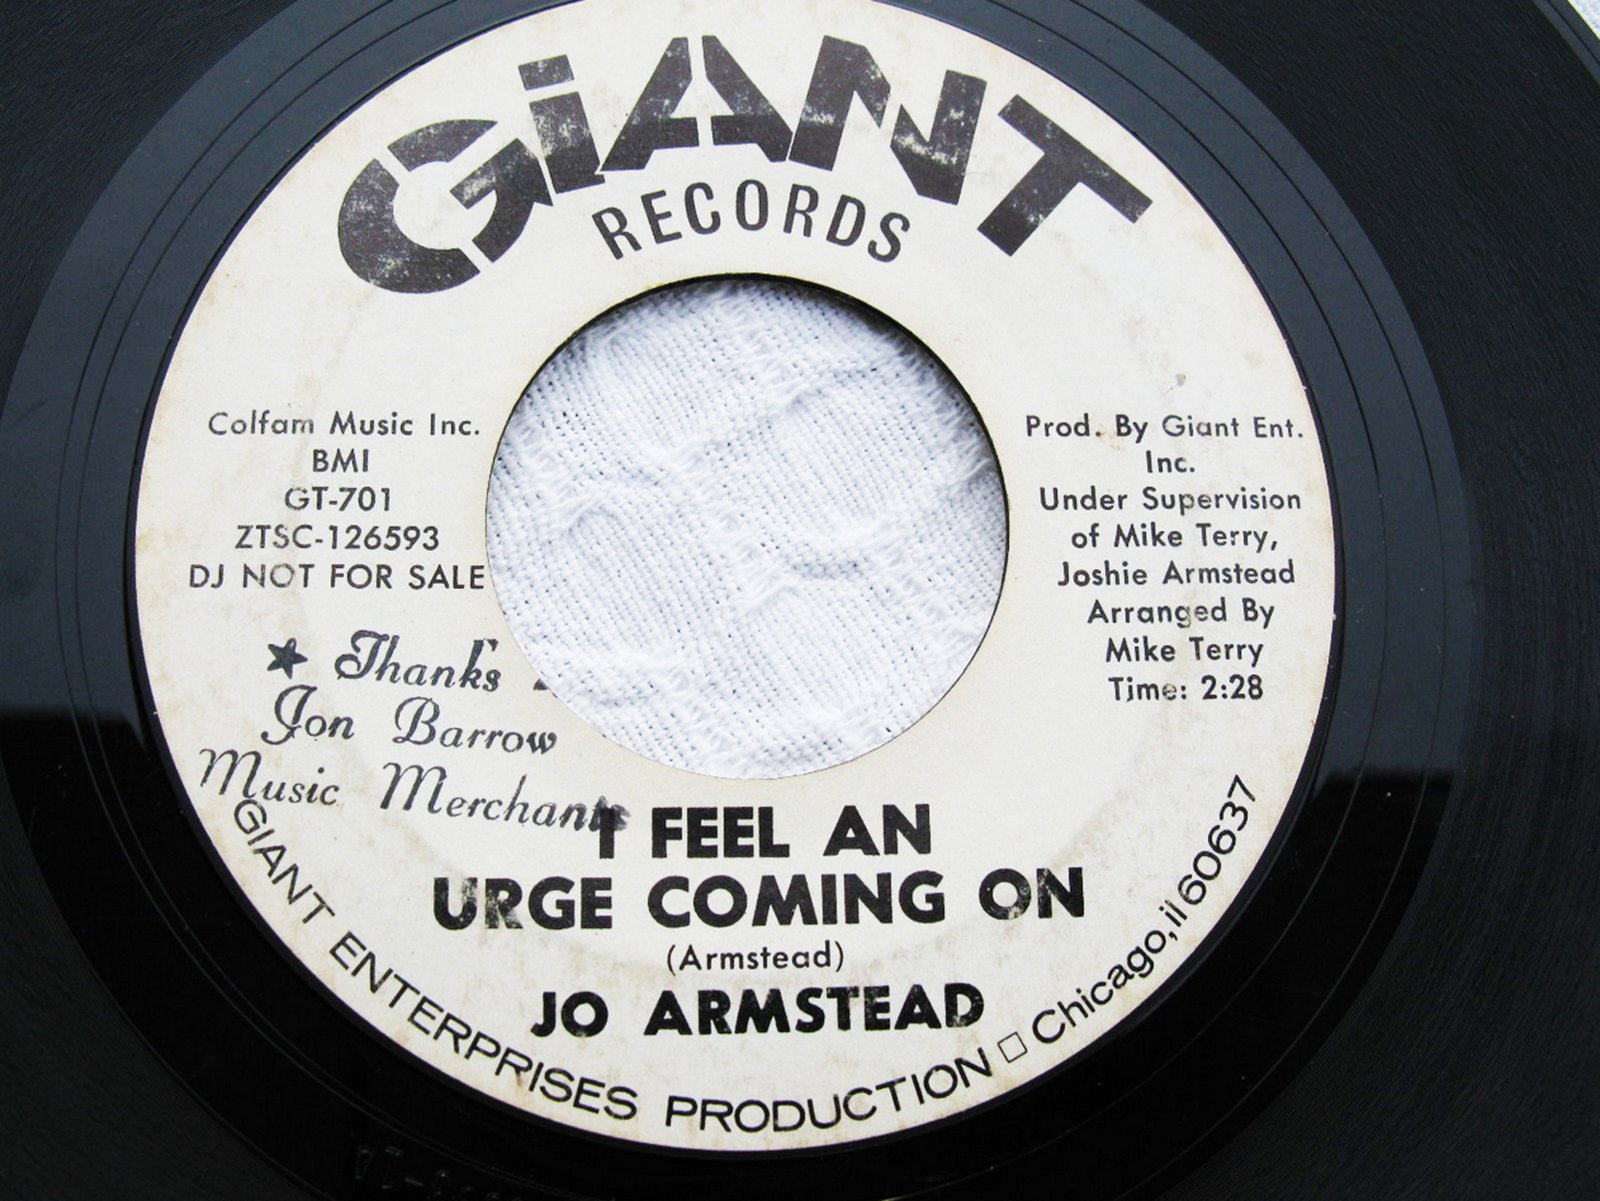 GiANT
RECORDS
Colfam Music Inc.
BMI
GT-701
ZTSC-126593
DJ NOT FOR SALE
Prod. By Giant Ent.
Inc.
Under Supervision
of Mike Terry,
Joshie Armstead
Arranged By
Mike Terry
Time: 2:28
★ Thanks
Jon Barrow
Music Merchants
I FEEL AN
URGE COMING ON
(Armstead)
JO ARMSTEAD
GIANT ENTERPRISES PRODUCTION □ Chicago, il 60637